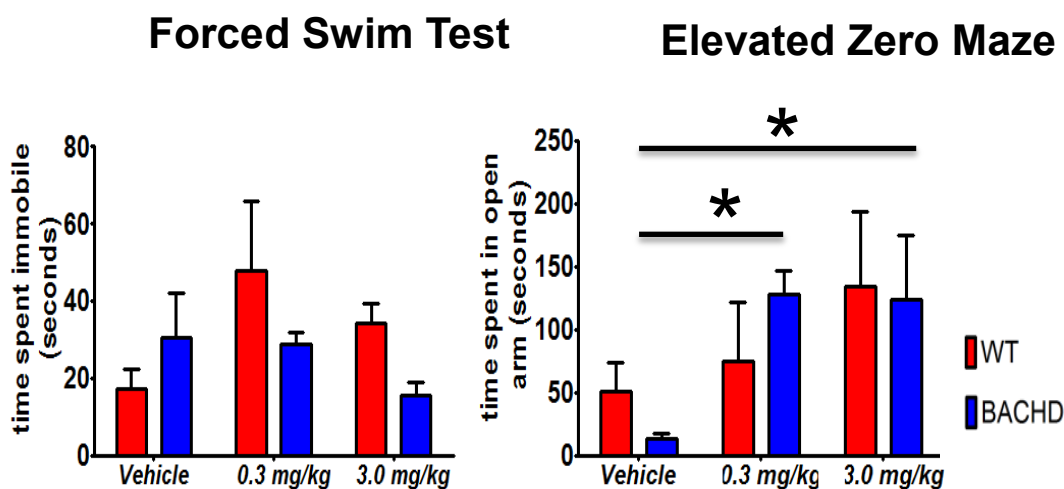 Forced Swim Test
Elevated Zero Maze
time spent immobile
(seconds)
80
60
40
20
0
Vehicle
0.3 mg/kg
3.0 mg/kg
time spent in open
arm (seconds)
250
200
150
100
50
0
*
*
Vehicle
0.3 mg/kg
3.0 mg/kg
WT
BACHD